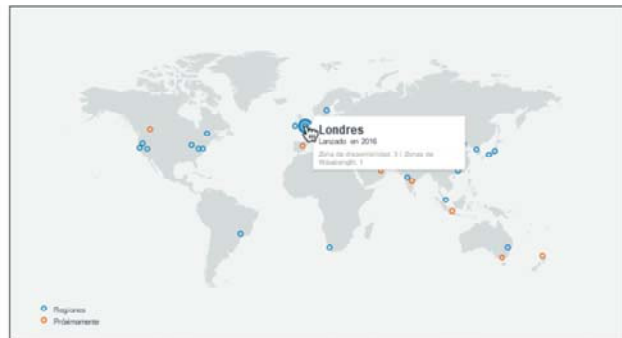 Londres
Lanzado en 2016
Zona de disponibilidad: 3 | Zonas de
Wavelength: 1
Regiones
Próximamente